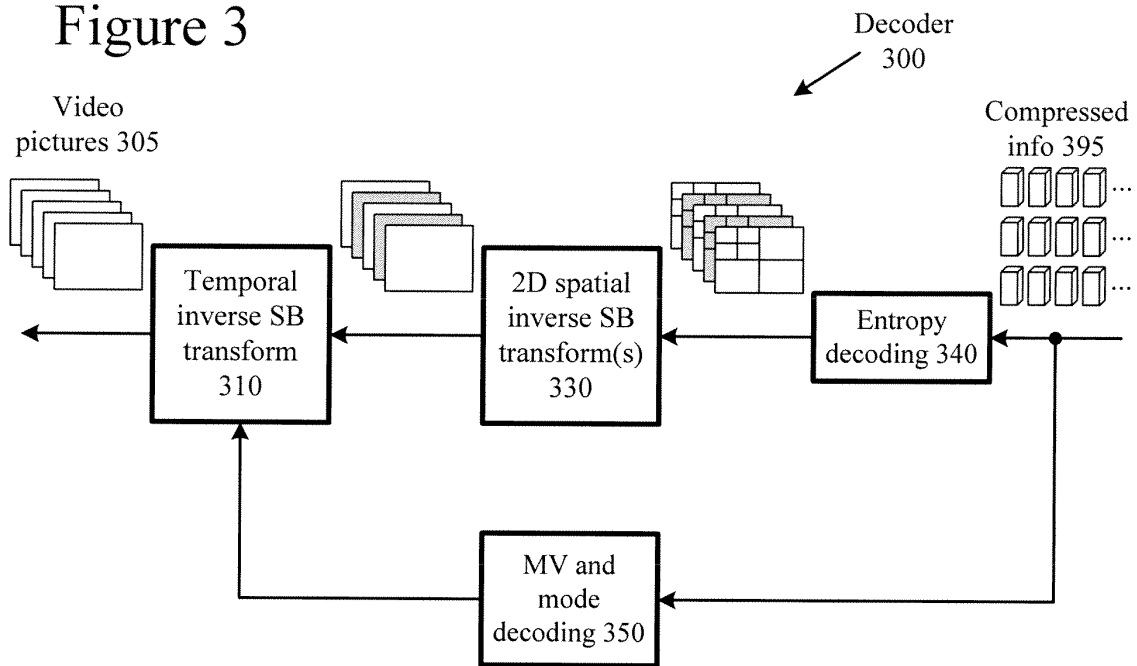 Figure 3
Decoder
300
Video
pictures 305
Compressed
info 395
...
...
...
Temporal
inverse SB
transform
310
2D spatial
inverse SB
transform(s)
330
Entropy
decoding 340
MV and
mode
decoding 350